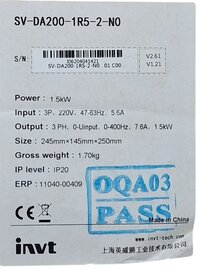 SV-DA200-1R5-2-N0
S/N:
I06204041421
SV-DA200-1R5-2-N0 01 C00
V2.61
V1.21
Power : 1.5kW
Input : 3P, 220V, 47-63Hz, 5.6A
Output : 3 PH, 0-Uinput, 0-400Hz, 7.6A, 1.5kW
Size : 245mm×145mm×250mm
Gross weight : 1.70kg
IP level : IP20
ERP : 11040-00409
OQA03
PASS
CE
Made in China
invt
www.invt-tech.com
上海英威腾工业技术有限公司